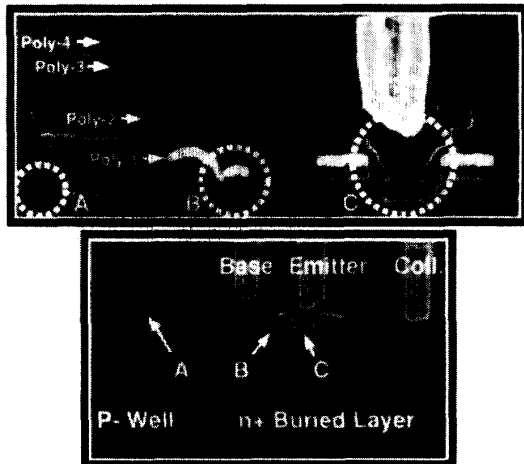 Poly-4
Poly-3
Poly-2
Poly-1
A
B
C
Base Emitter Coll.
A
B
C
P- Well
n+ Buried Layer